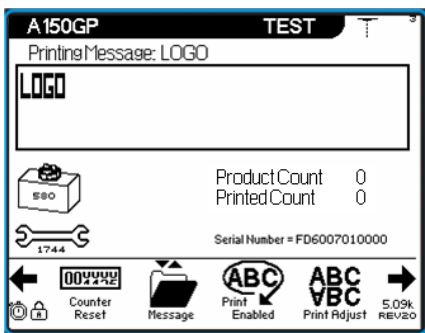 A150GP TEST 3
Printing Message: LOGO
LOGO
Product Count 0
580
Printed Count 0
1744
Serial Number = FD6007010000
ABC ABC
ABC
Counter Reset
Message
Print Enabled
Print Adjust
5.09k
REV20